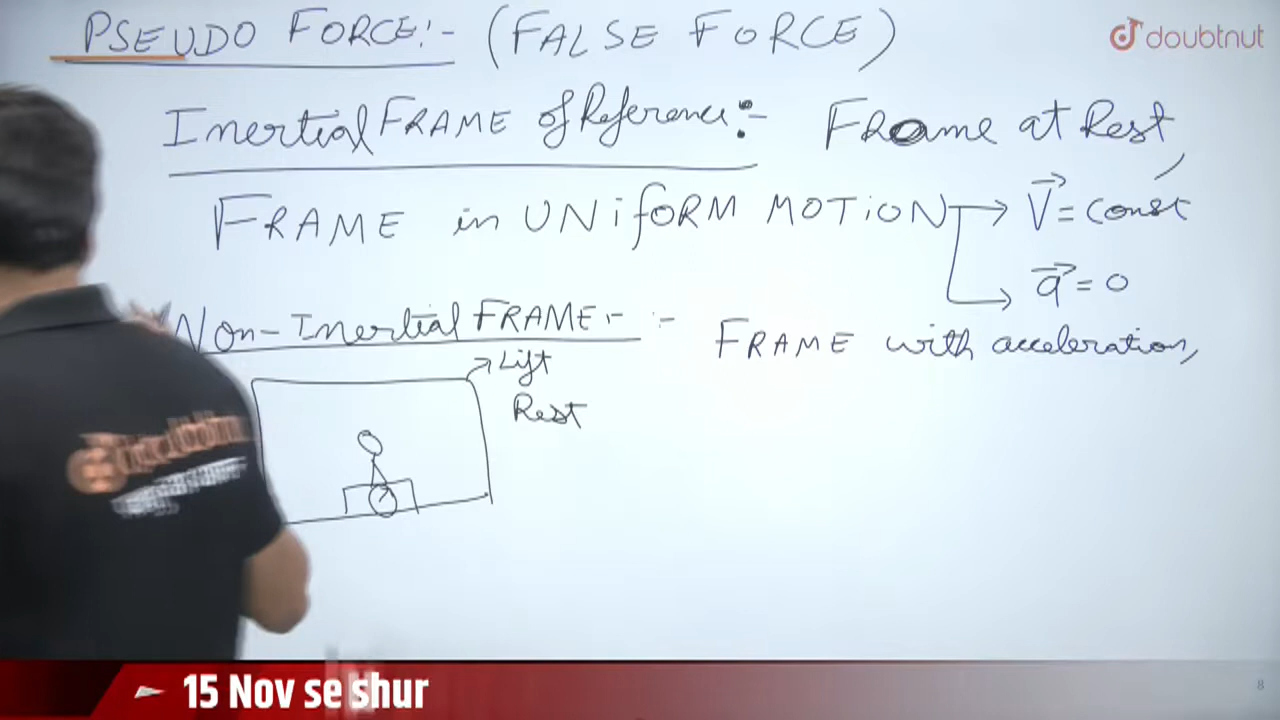 PSEUDO FORCE:- (FALSE FORCE)
doubtnut
Inertial FRAME of Reference:- FRame at Rest,
FRAME in UNiFORM MOTiON → V⃗ = const
→ a⃗ = 0
Non-Inertial FRAME:- :- FRAME with acceleration,
→ Lift
Rest
15 Nov se shur
8